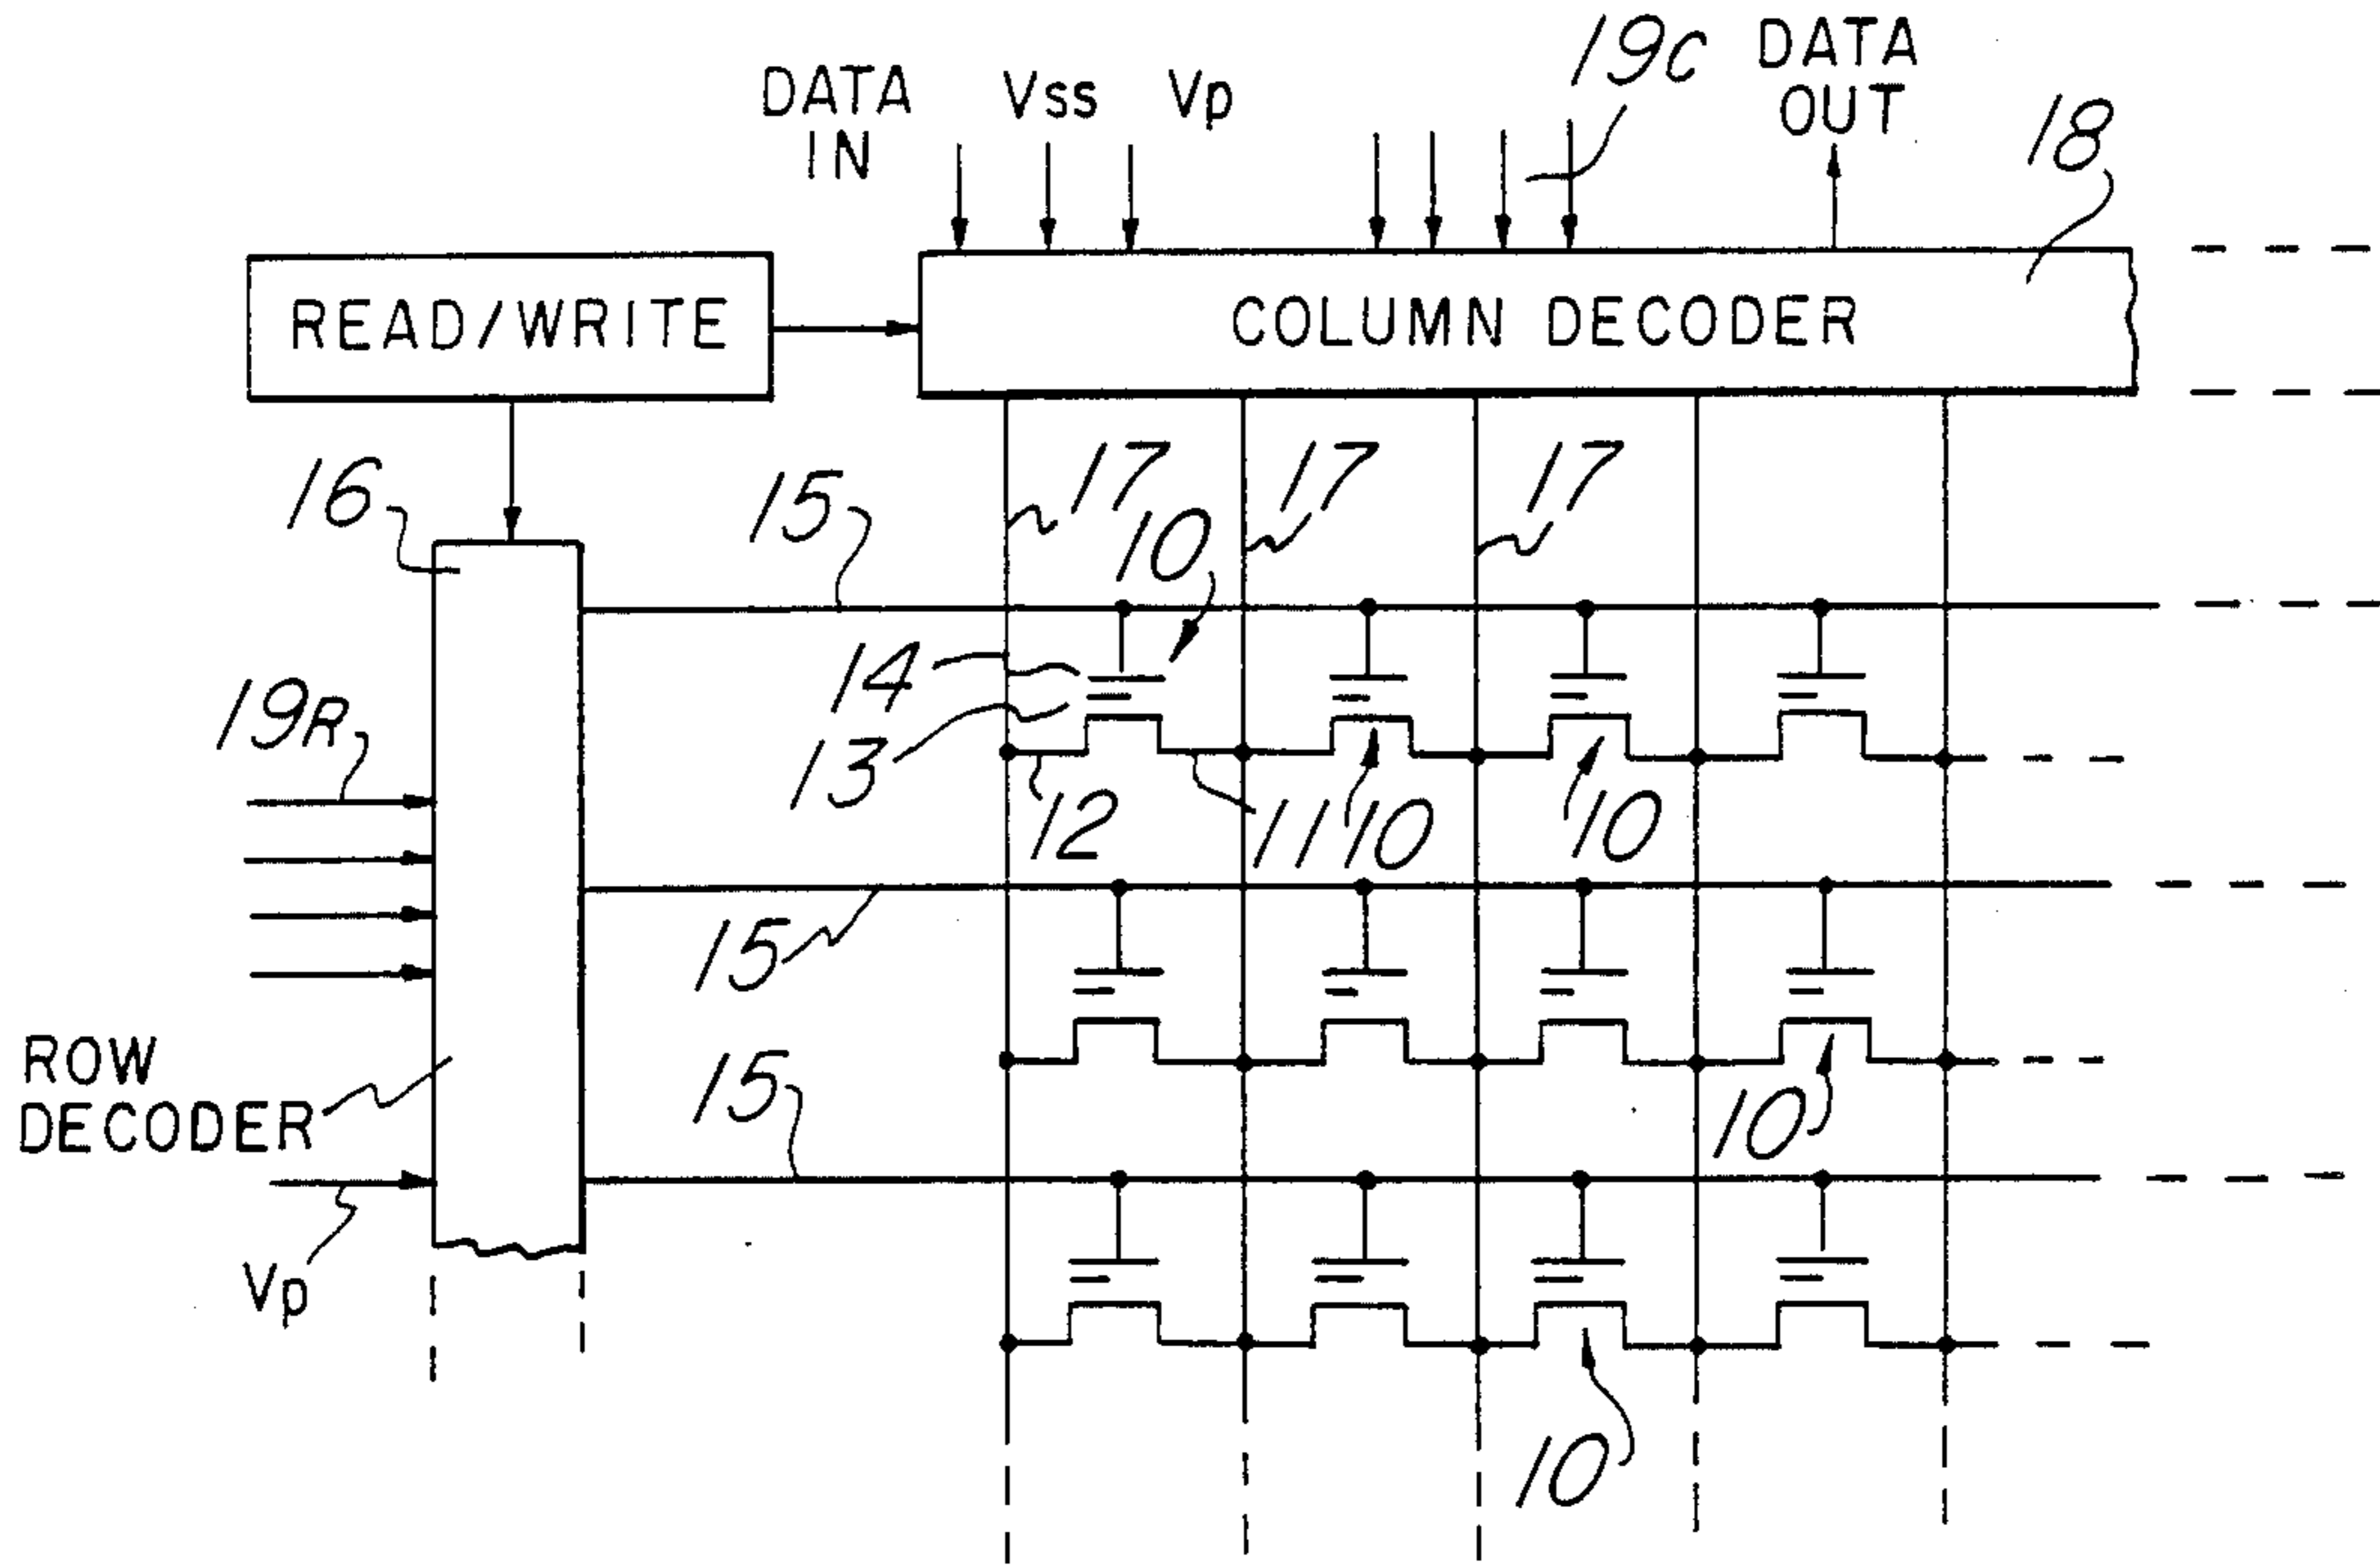 DATA
IN
Vss
Vp
19C
DATA
OUT
18
READ/WRITE
COLUMN DECODER
16
15
17
17
17
10
14
13
12
11
10
10
19R
15
ROW
DECODER
15
10
Vp
10